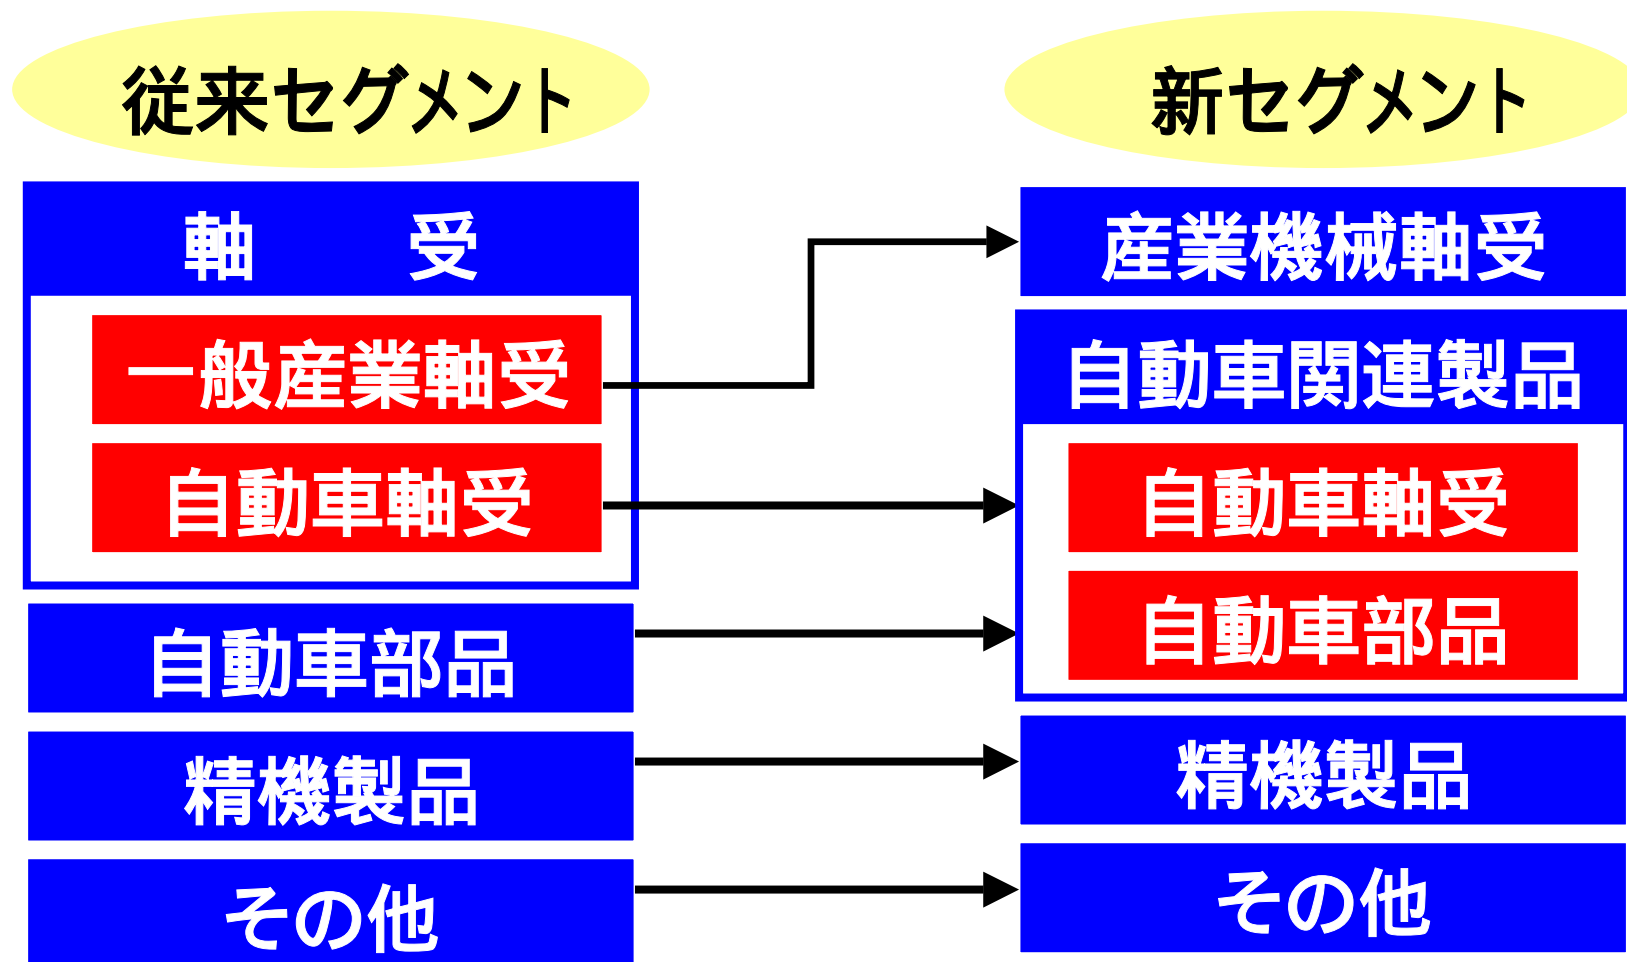 従来セグメント
軸　受
一般産業軸受
自動車軸受
自動車部品
精機製品
その他
新セグメント
産業機械軸受
自動車関連製品
自動車軸受
自動車部品
精機製品
その他